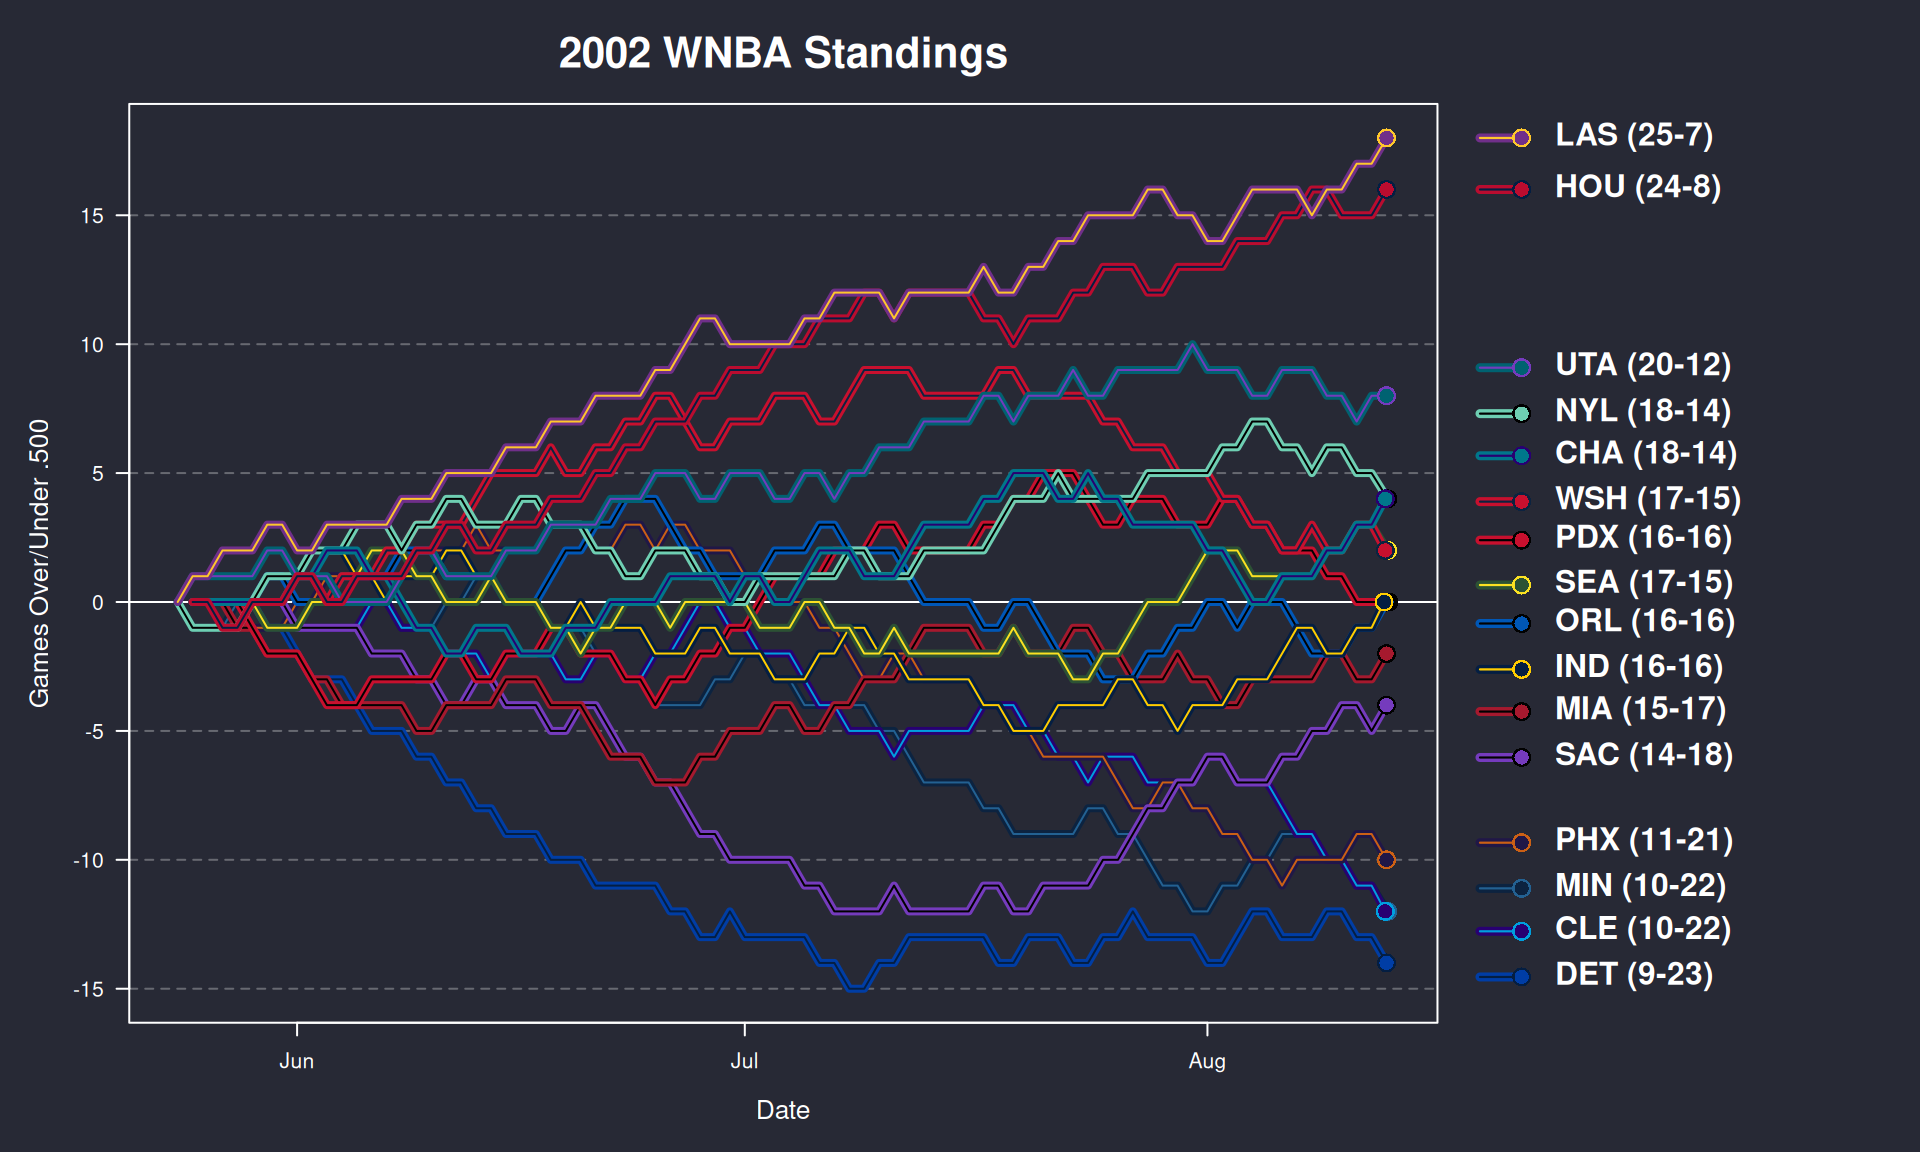 2002 WNBA Standings
Games Over/Under .500
15
10
5
0
-5
-10
-15
Jun
Jul
Aug
Date
LAS (25-7)
HOU (24-8)
UTA (20-12)
NYL (18-14)
CHA (18-14)
WSH (17-15)
PDX (16-16)
SEA (17-15)
ORL (16-16)
IND (16-16)
MIA (15-17)
SAC (14-18)
PHX (11-21)
MIN (10-22)
CLE (10-22)
DET (9-23)